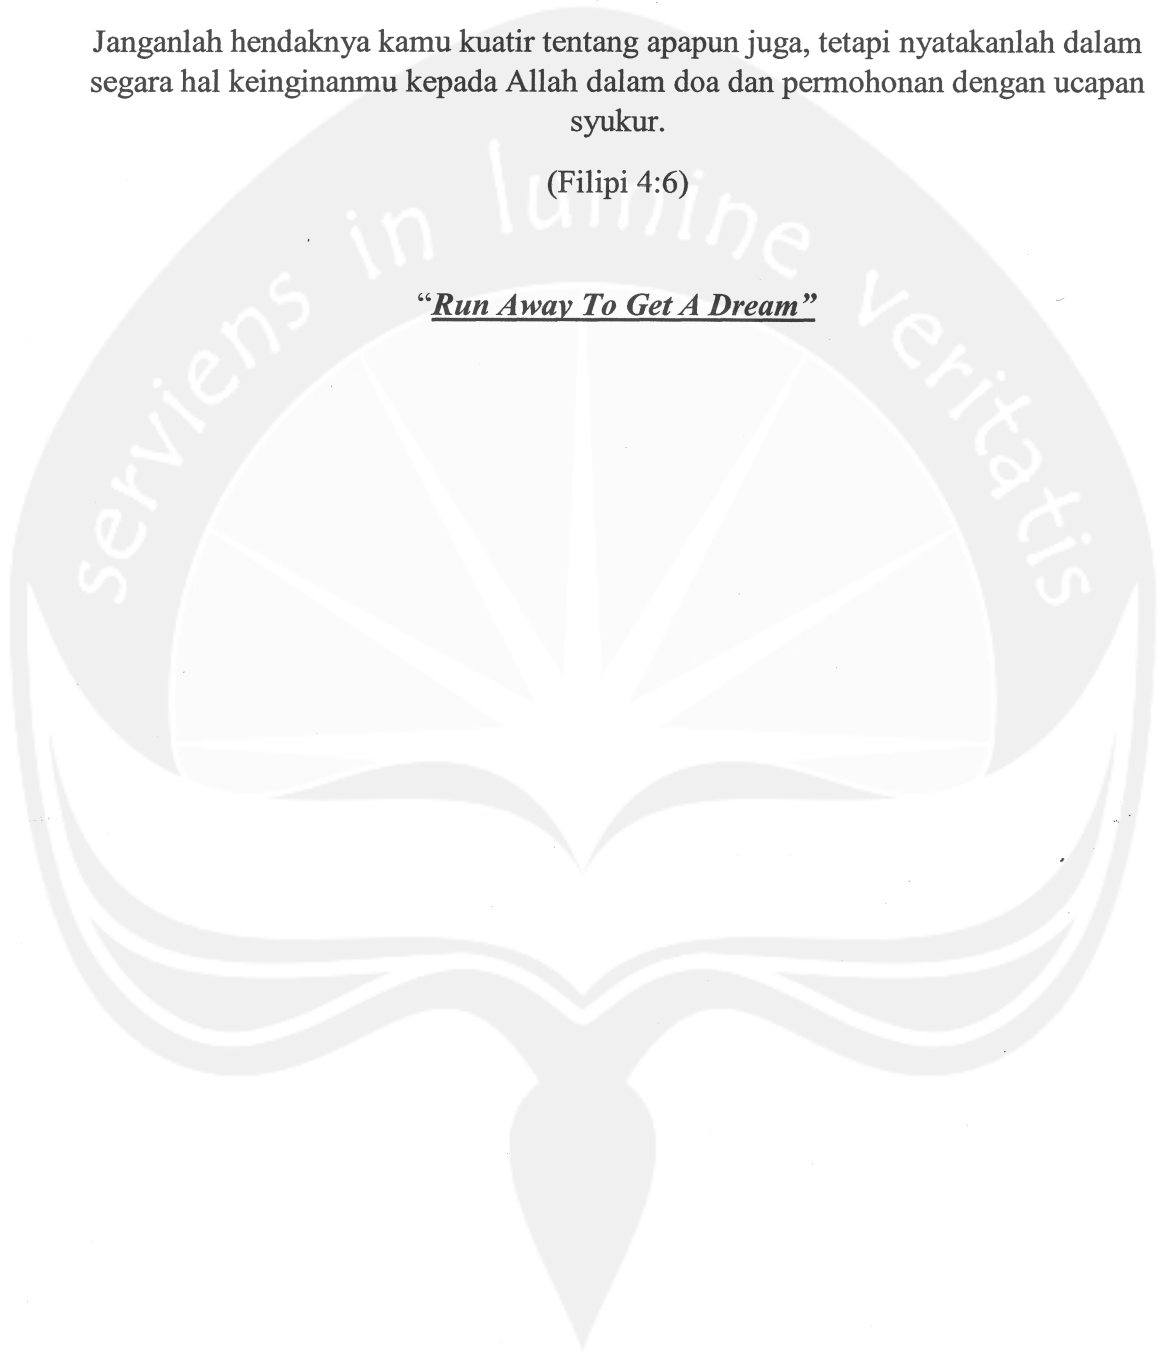 Janganlah hendaknya kamu kuatir tentang apapun juga, tetapi nyatakanlah dalam
segara hal keinginanmu kepada Allah dalam doa dan permohonan dengan ucapan
syukur.
(Filipi 4:6)
“Run Away To Get A Dream”
serviens in lumine veritatis